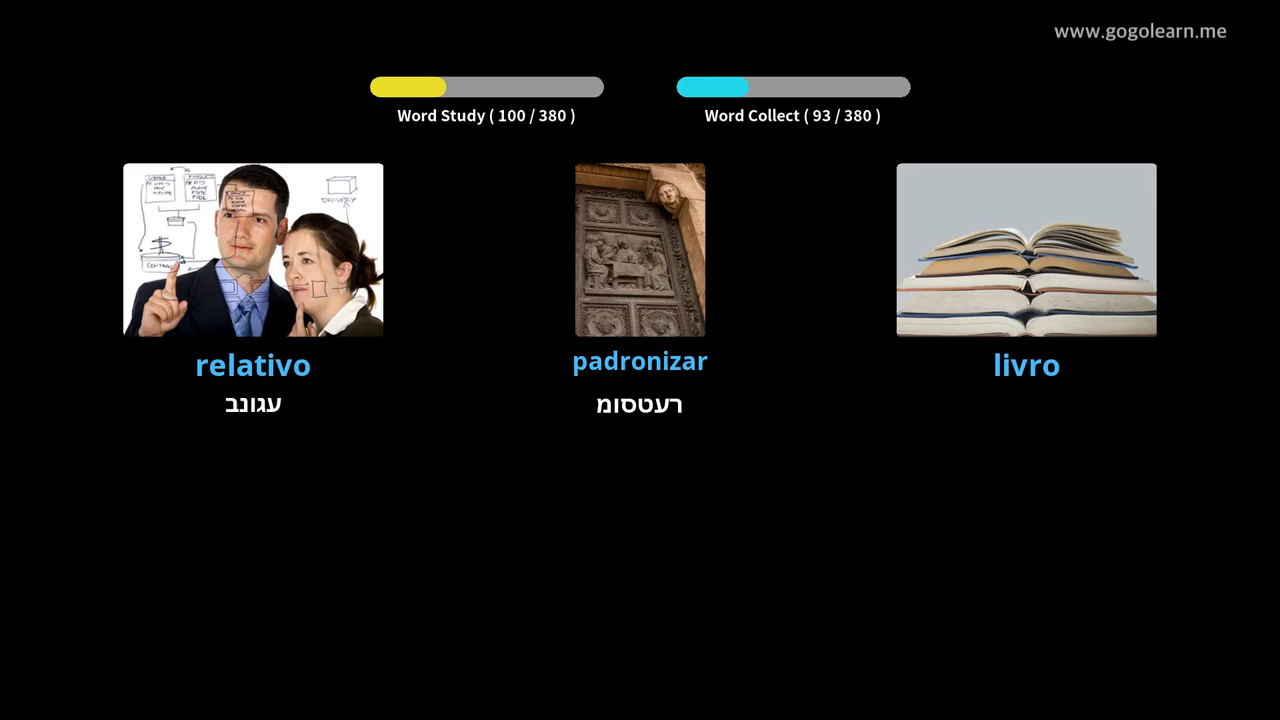 www.gogolearn.me
Word Study ( 100 / 380 )
Word Collect ( 93 / 380 )
relativo
עגונב
padronizar
רעטסומ
livro